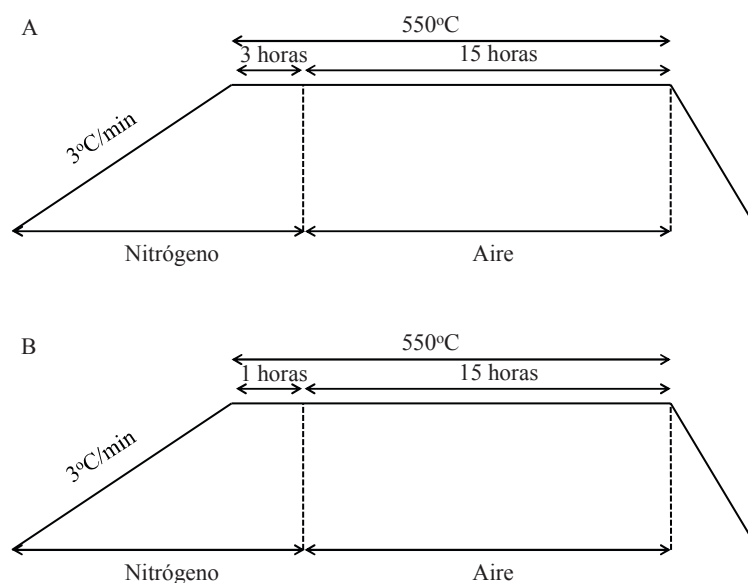 A
550ºC
3 horas 15 horas
3ºC/min
Nitrógeno Aire
B
550ºC
1 horas 15 horas
3ºC/min
Nitrógeno Aire